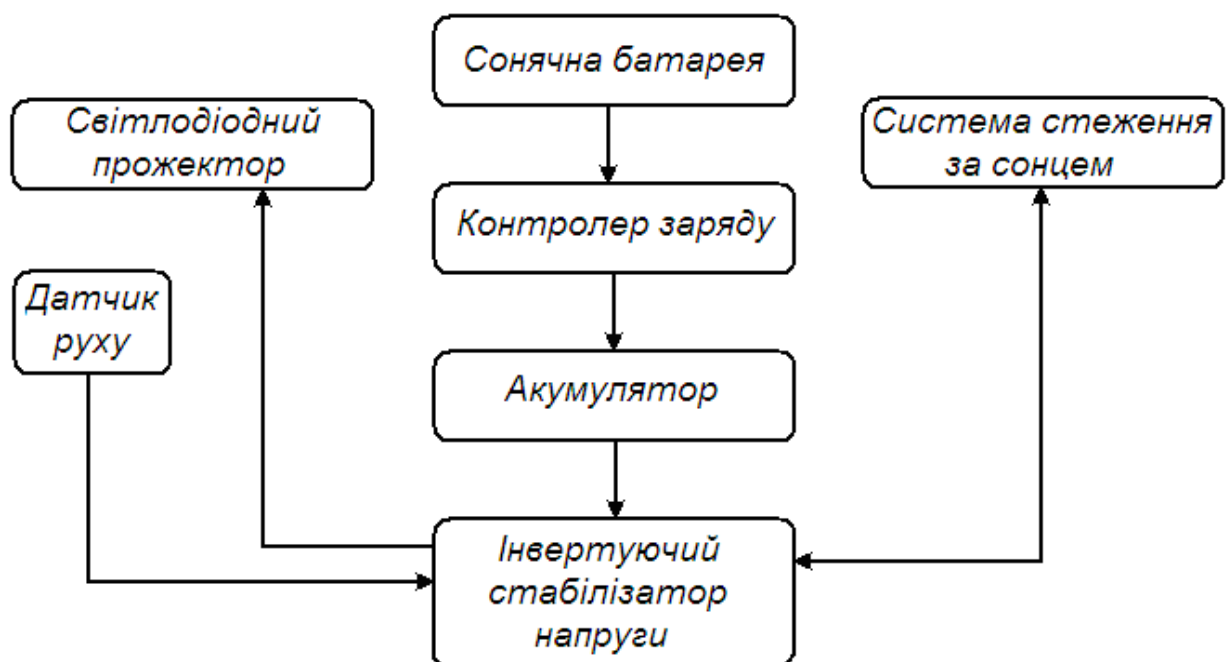 Сонячна батарея
Світлодіодний
прожектор
Система стеження
за сонцем
Контролер заряду
Датчик
руху
Акумулятор
Інвертуючий
стабілізатор
напруги